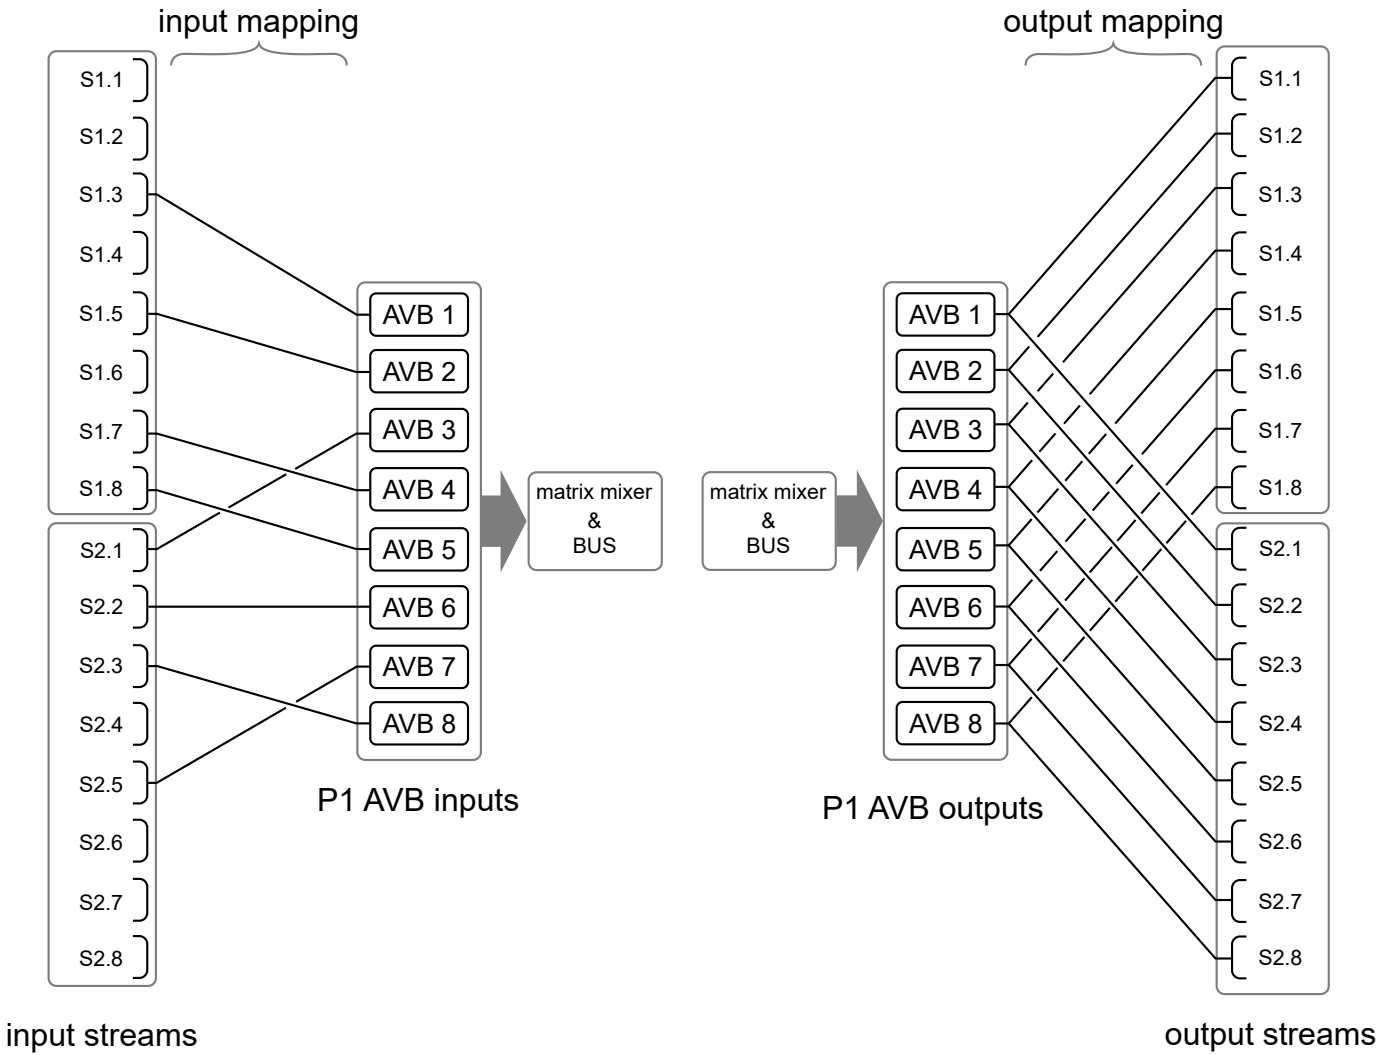 input mapping
output mapping
S1.1
S1.2
S1.3
S1.4
S1.5
S1.6
S1.7
S1.8
S2.1
S2.2
S2.3
S2.4
S2.5
S2.6
S2.7
S2.8
input streams
AVB 1
AVB 2
AVB 3
AVB 4
AVB 5
AVB 6
AVB 7
AVB 8
P1 AVB inputs
matrix mixer
&
BUS
matrix mixer
&
BUS
AVB 1
AVB 2
AVB 3
AVB 4
AVB 5
AVB 6
AVB 7
AVB 8
P1 AVB outputs
S1.1
S1.2
S1.3
S1.4
S1.5
S1.6
S1.7
S1.8
S2.1
S2.2
S2.3
S2.4
S2.5
S2.6
S2.7
S2.8
output streams